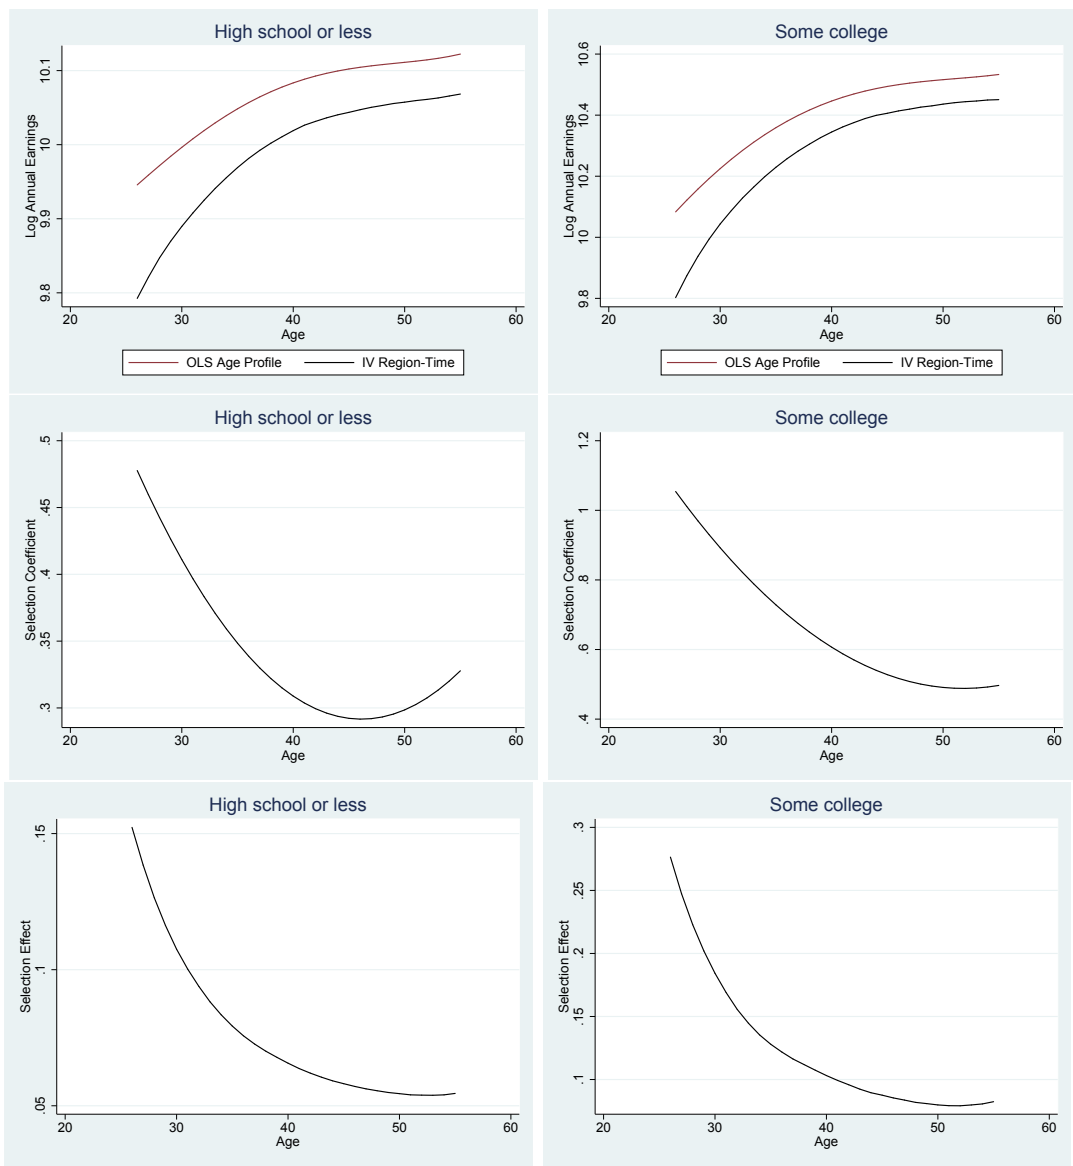 High school or less
Log Annual Earnings
10.1
10
9.9
9.8
20 30 40 50 60
Age
OLS Age Profile IV Region-Time
Some college
Log Annual Earnings
10.6
10.4
10.2
10
9.8
20 30 40 50 60
Age
OLS Age Profile IV Region-Time
High school or less
Selection Coefficient
.5
.45
.4
.35
.3
20 30 40 50 60
Age
Some college
Selection Coefficient
1.2
1
.8
.6
.4
20 30 40 50 60
Age
High school or less
Selection Effect
.15
.1
.05
20 30 40 50 60
Age
Some college
Selection Effect
.3
.25
.2
.15
.1
20 30 40 50 60
Age